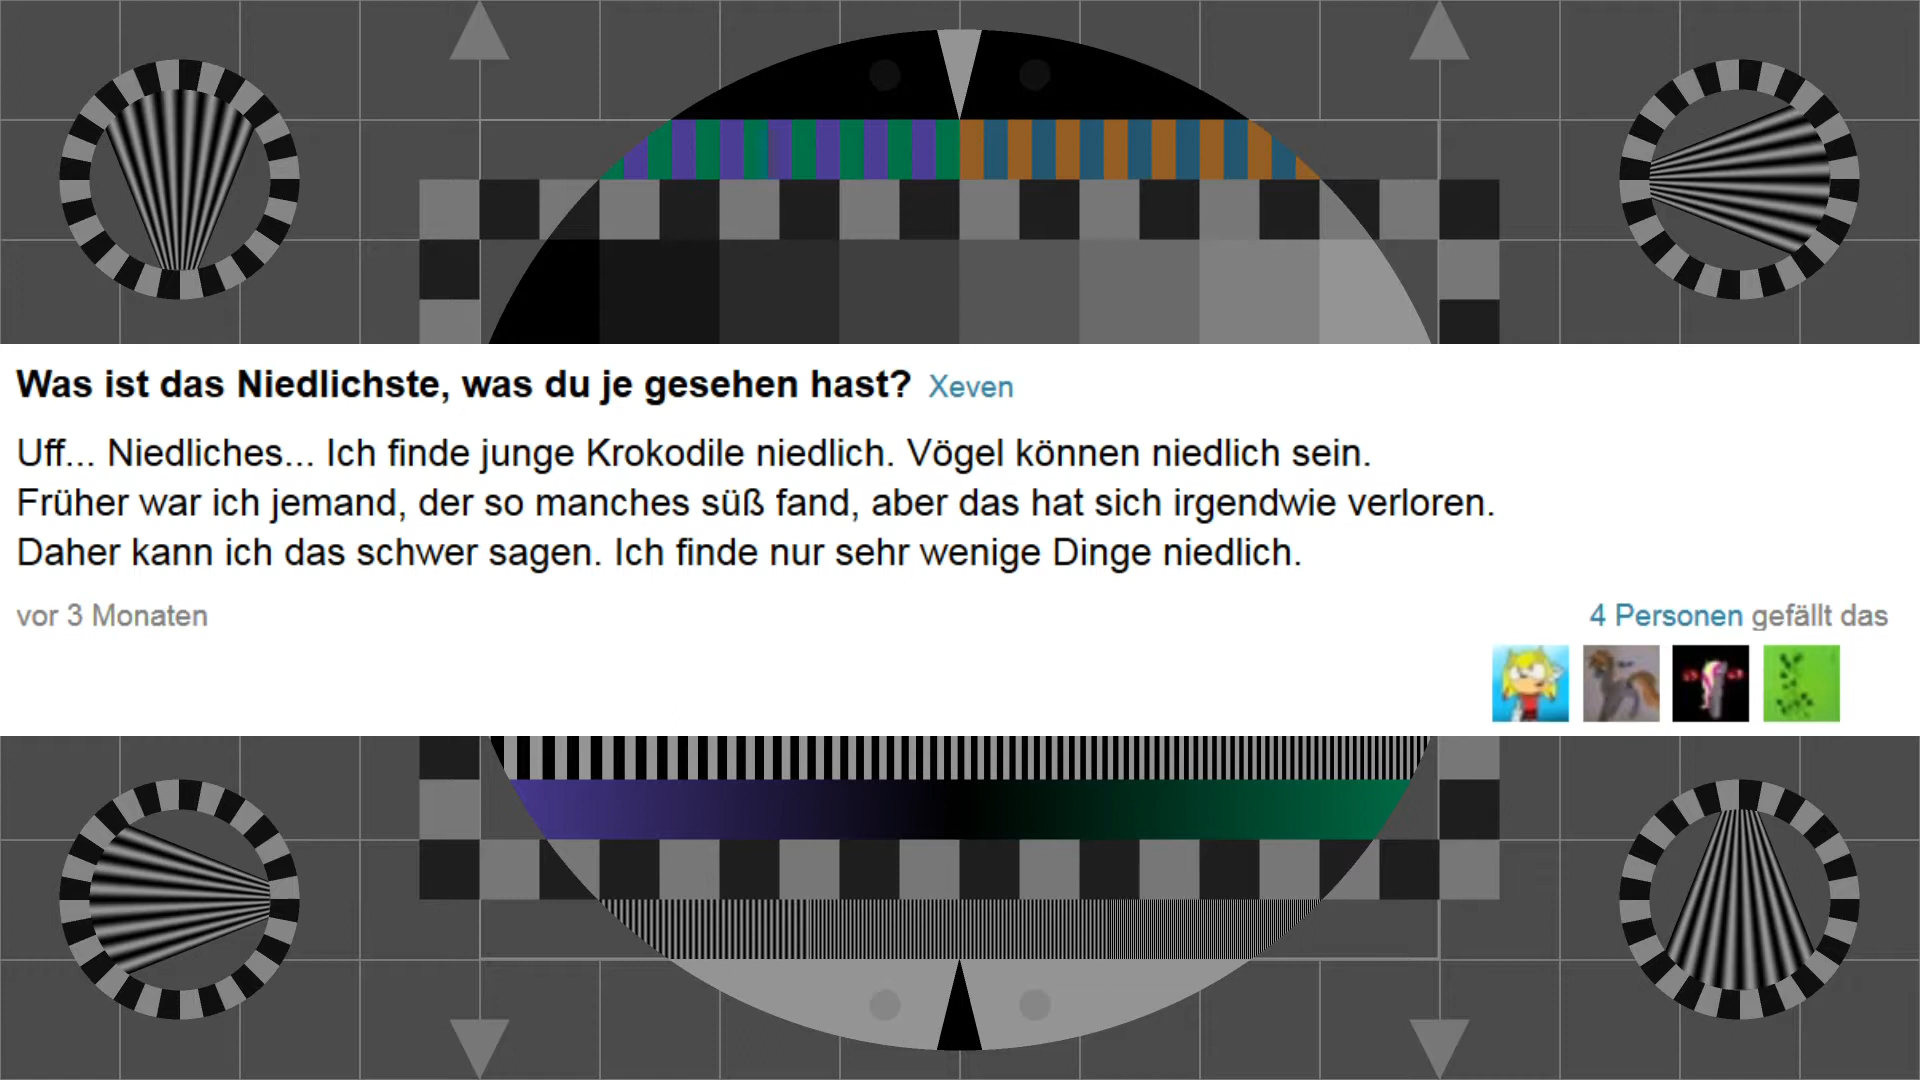 Was ist das Niedlichste, was du je gesehen hast? Xeven
Uff... Niedliches... Ich finde junge Krokodile niedlich. Vögel können niedlich sein.
Früher war ich jemand, der so manches süß fand, aber das hat sich irgendwie verloren.
Daher kann ich das schwer sagen. Ich finde nur sehr wenige Dinge niedlich.
vor 3 Monaten
4 Personen gefällt das